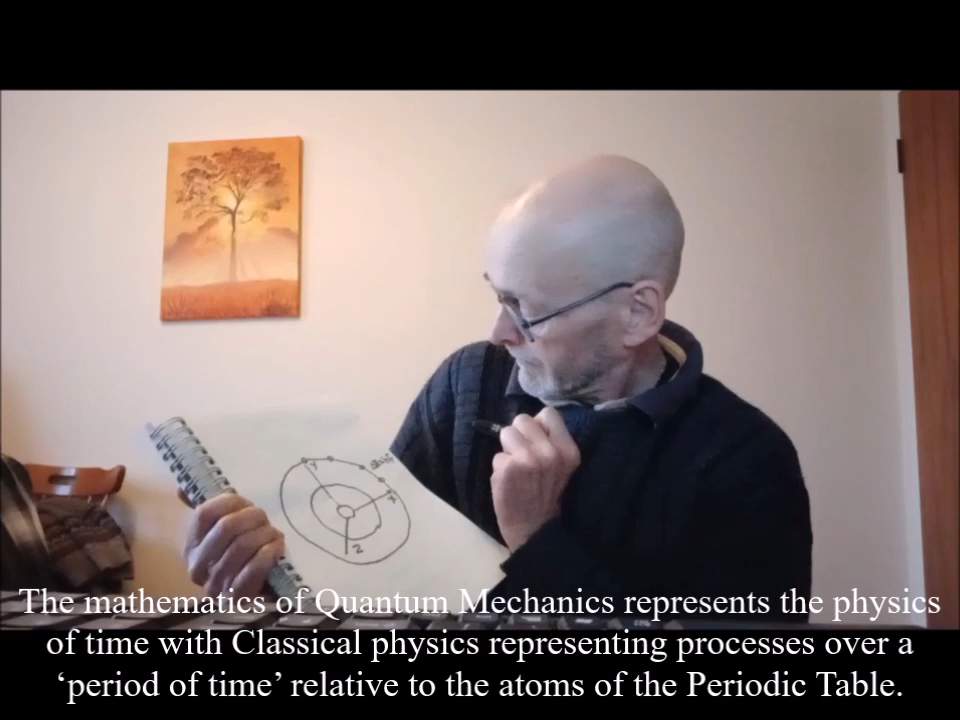 Y
X
Z
The mathematics of Quantum Mechanics represents the physics
of time with Classical physics representing processes over a
‘period of time’ relative to the atoms of the Periodic Table.